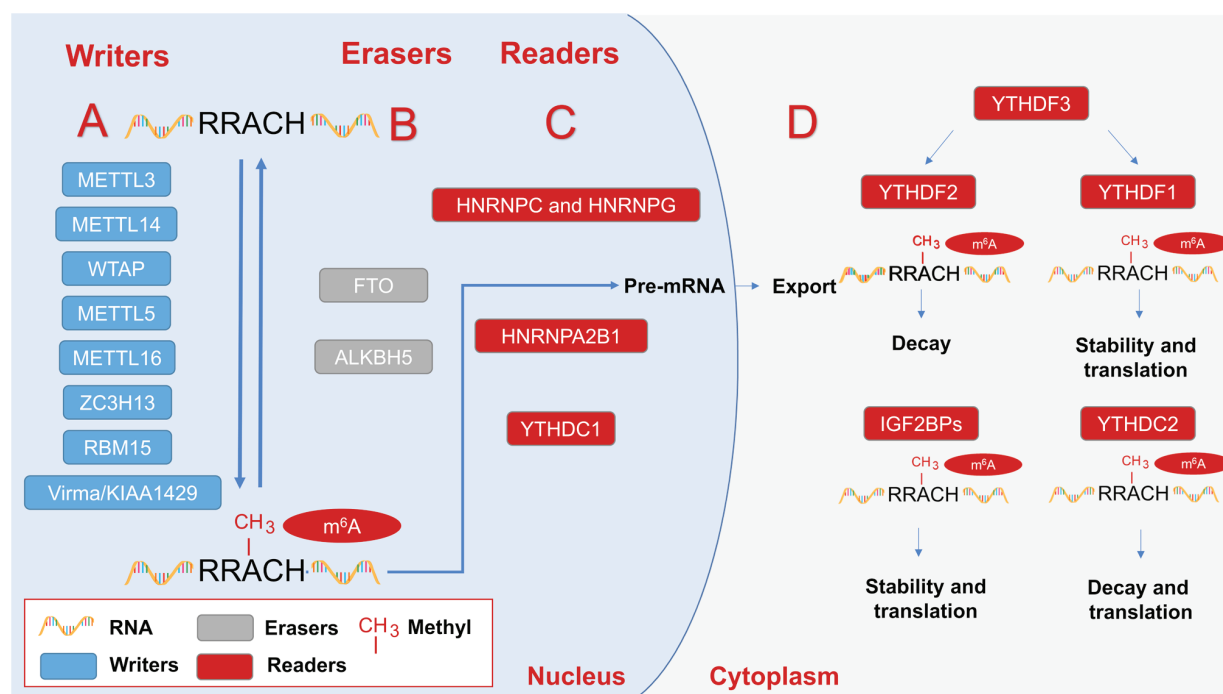 Writers
Erasers
Readers
A
RRACH
B
C
D
METTL3
METTL14
WTAP
METTL5
METTL16
ZC3H13
RBM15
Virma/KIAA1429
FTO
ALKBH5
HNRNPC and HNRNPG
HNRNPA2B1
YTHDC1
Pre-mRNA
Export
CH₃
m⁶A
RRACH
YTHDF3
YTHDF2
CH₃
m⁶A
RRACH
Decay
YTHDF1
CH₃
m⁶A
RRACH
Stability and
translation
IGF2BPs
CH₃
m⁶A
RRACH
Stability and
translation
YTHDC2
CH₃
m⁶A
RRACH
Decay and
translation
RNA
Erasers
CH₃
Methyl
Writers
Readers
Nucleus
Cytoplasm